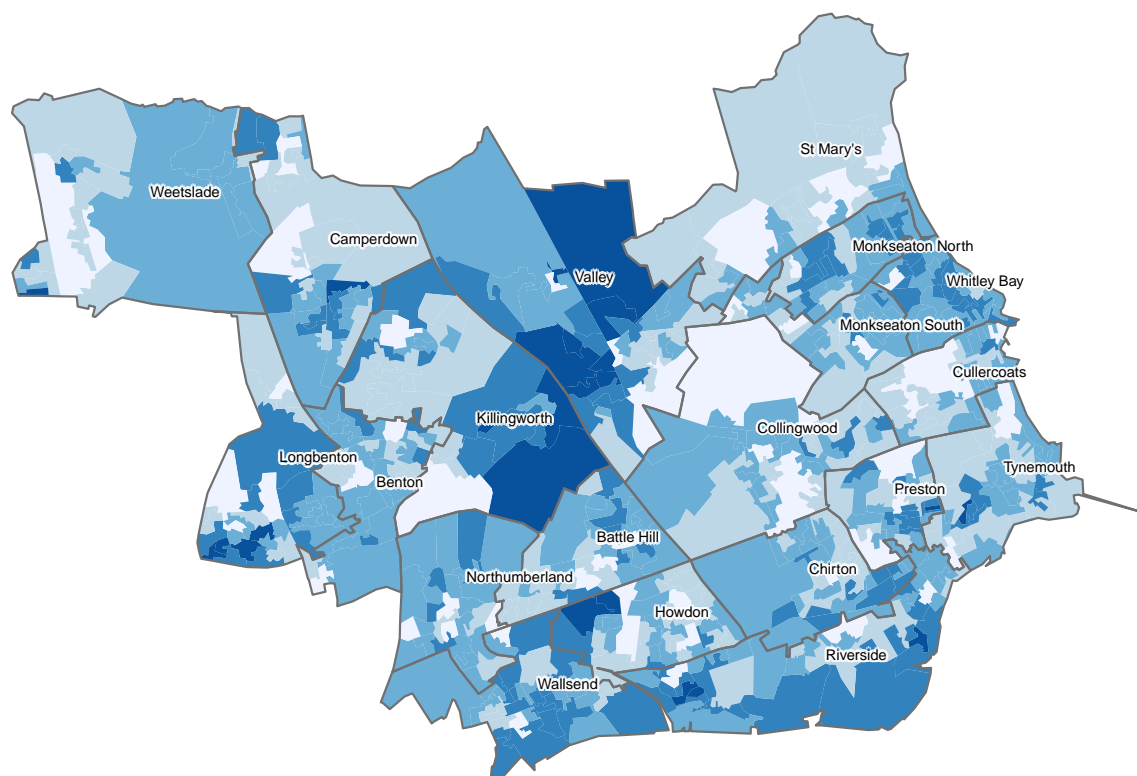 St Mary's
Weetslade
Camperdown
Monkseaton North
Valley
Whitley Bay
Monkseaton South
Cullercoats
Killingworth
Collingwood
Longbenton
Tynemouth
Benton
Preston
Battle Hill
Chirton
Northumberland
Howdon
Riverside
Wallsend